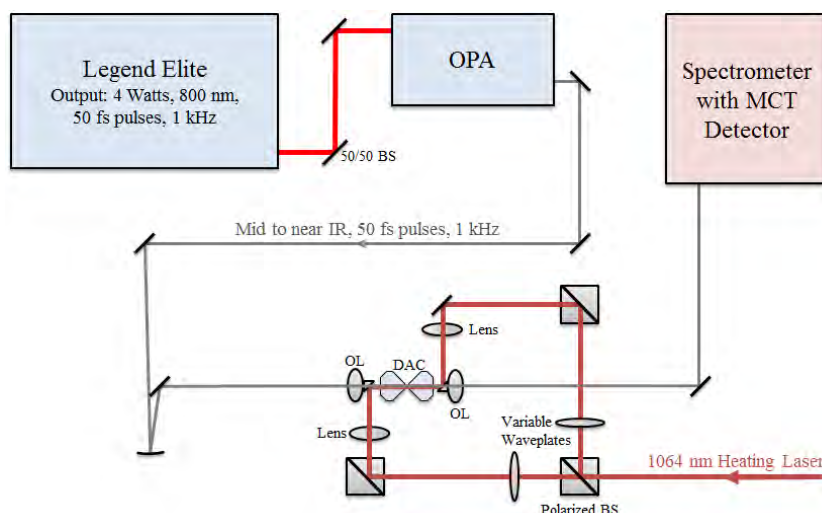 Legend Elite
Output: 4 Watts, 800 nm,
50 fs pulses, 1 kHz
OPA
Spectrometer
with MCT
Detector
50/50 BS
Mid to near IR, 50 fs pulses, 1 kHz
Lens
OL
DAC
OL
Lens
Variable
Waveplates
1064 nm Heating Laser
Polarized BS